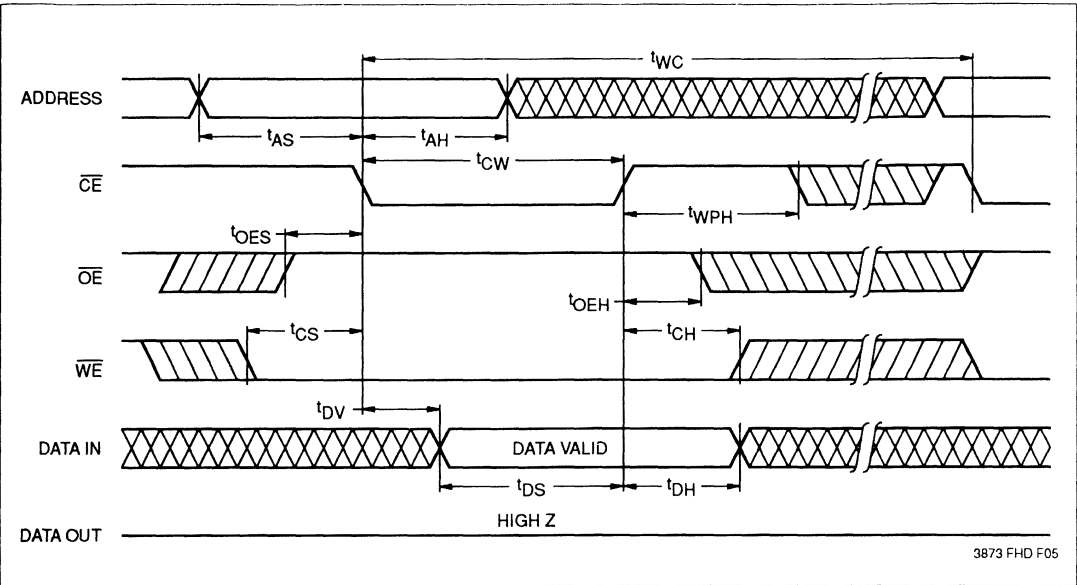 tWC
ADDRESS
tAS
tAH
tCW
CE
tWPH
tOES
OE
tOEH
tCS
tCH
WE
tDV
DATA IN
DATA VALID
tDS
tDH
HIGH Z
DATA OUT
3873 FHD F05